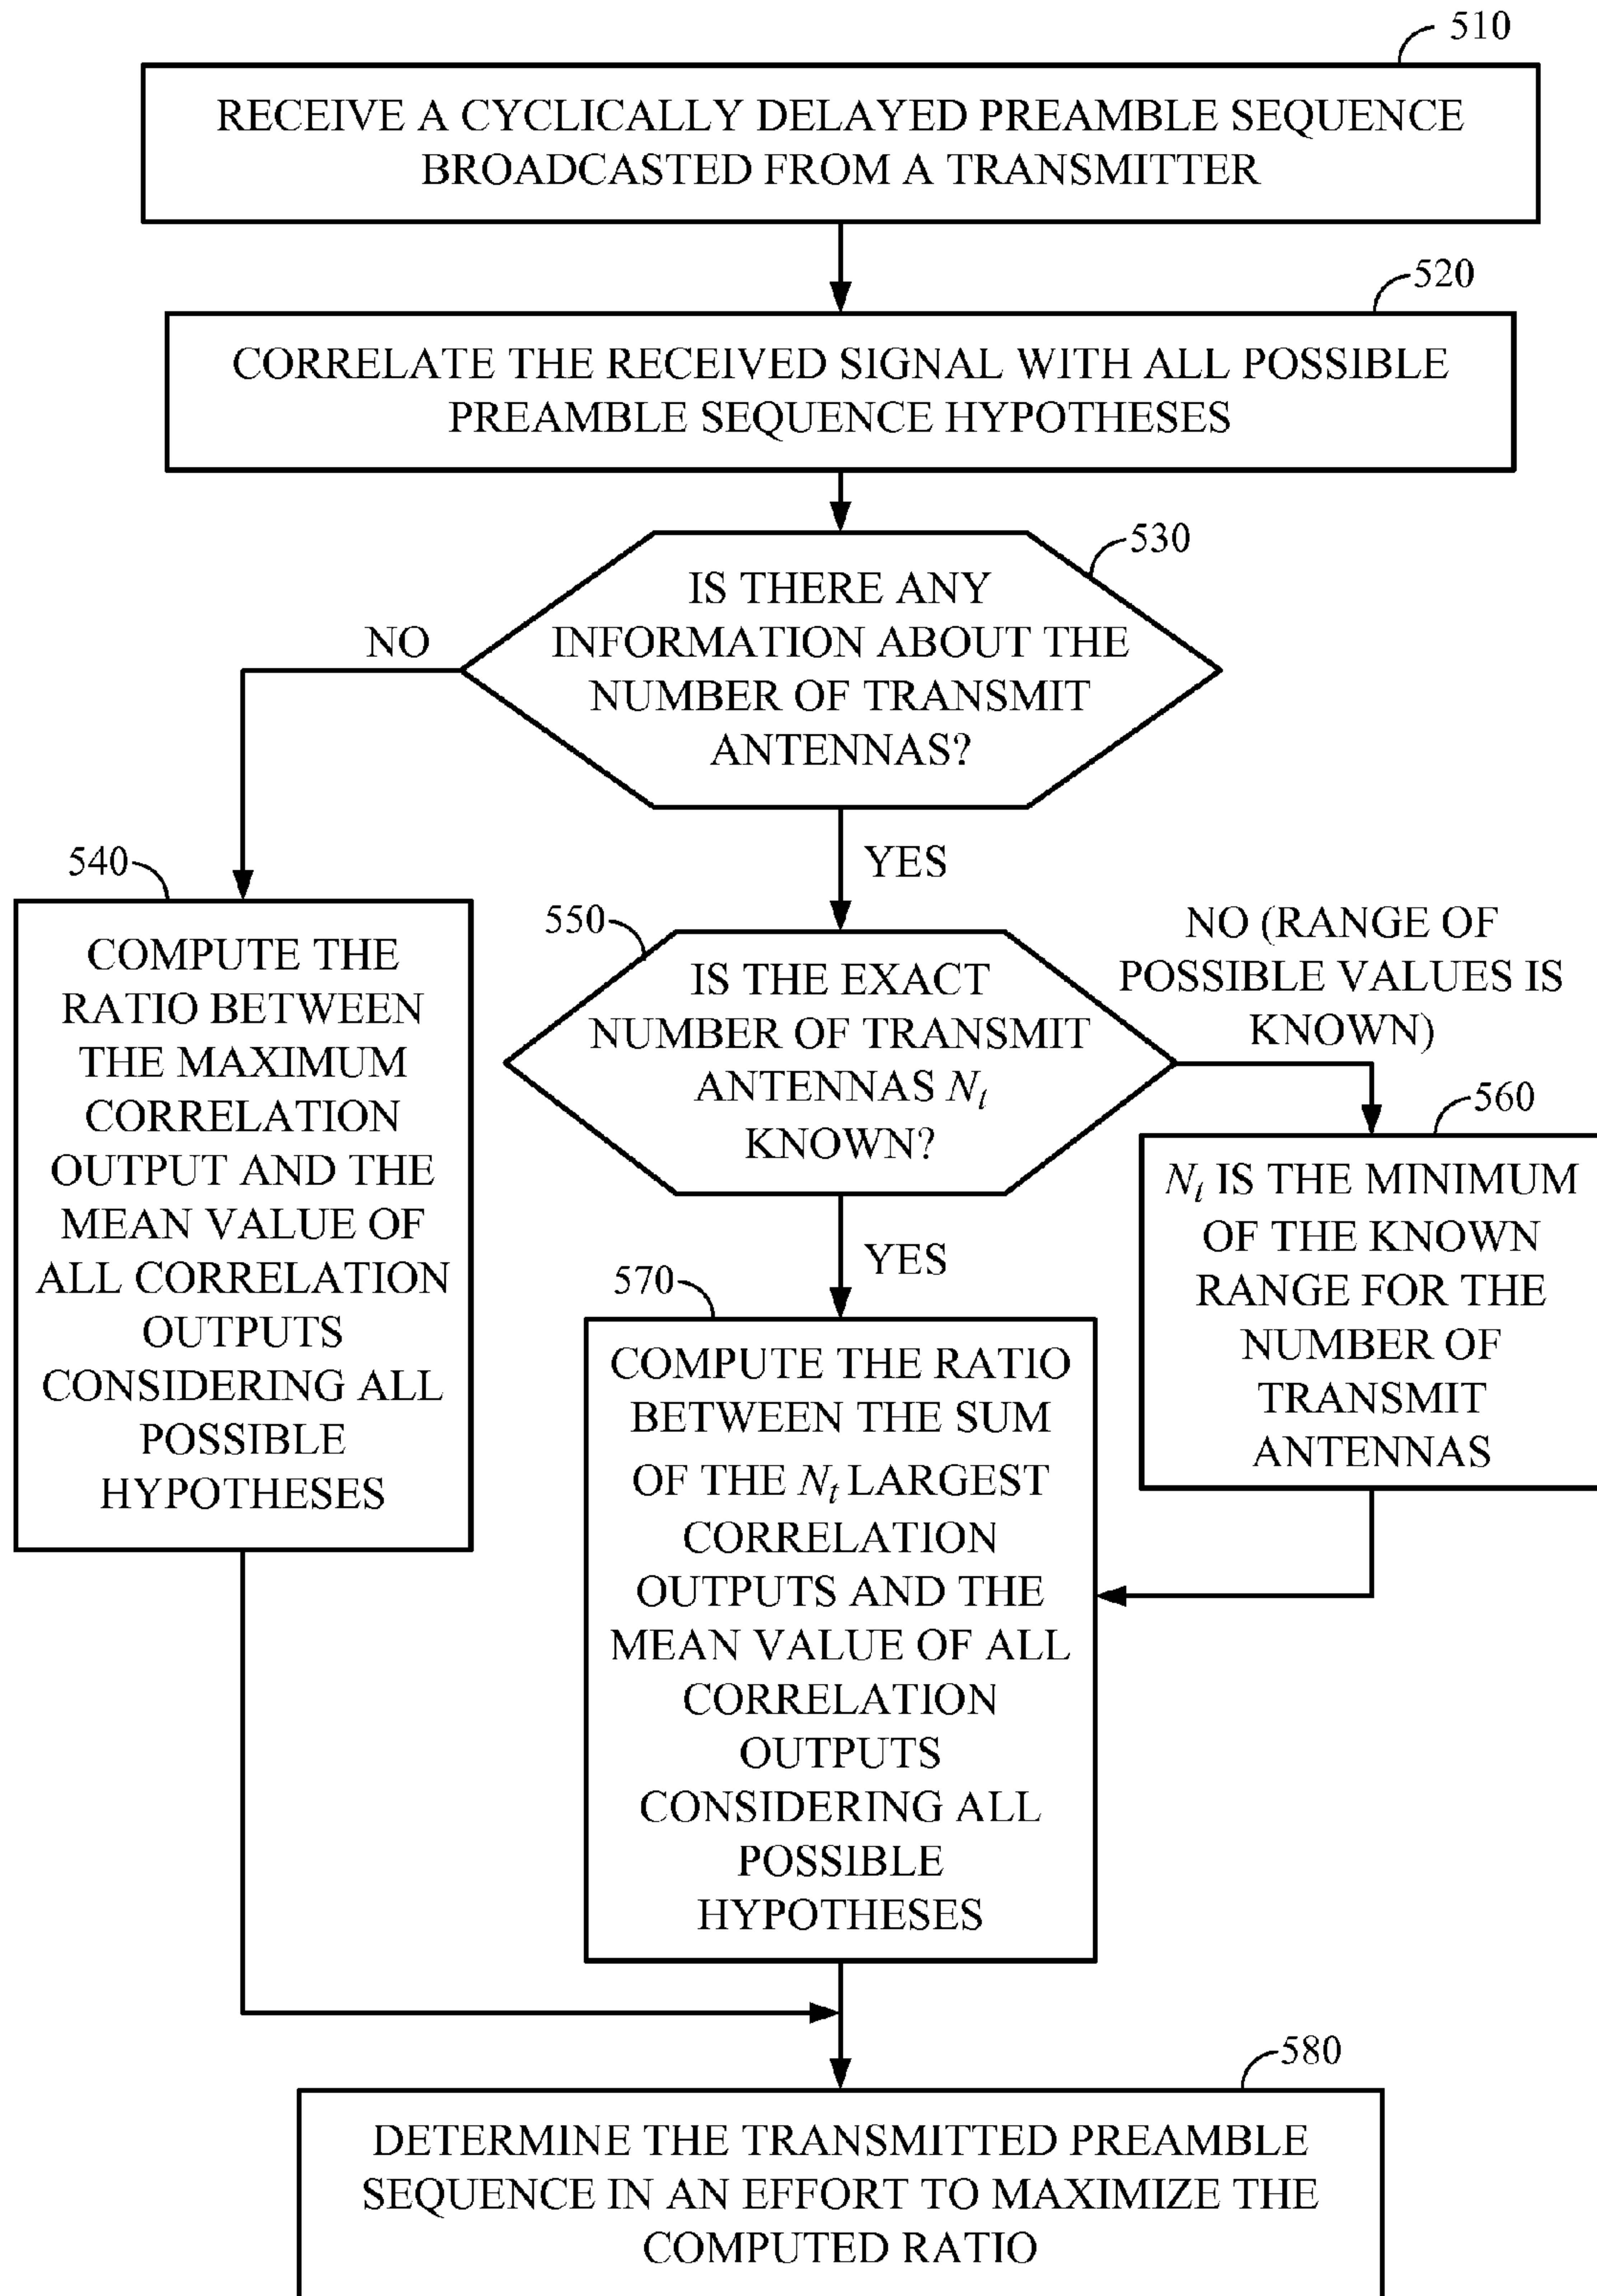 510
RECEIVE A CYCLICALLY DELAYED PREAMBLE SEQUENCE
BROADCASTED FROM A TRANSMITTER
520
CORRELATE THE RECEIVED SIGNAL WITH ALL POSSIBLE
PREAMBLE SEQUENCE HYPOTHESES
530
IS THERE ANY
INFORMATION ABOUT THE
NUMBER OF TRANSMIT
ANTENNAS?
NO
YES
540
COMPUTE THE
RATIO BETWEEN
THE MAXIMUM
CORRELATION
OUTPUT AND THE
MEAN VALUE OF
ALL CORRELATION
OUTPUTS
CONSIDERING ALL
POSSIBLE
HYPOTHESES
550
IS THE EXACT
NUMBER OF TRANSMIT
ANTENNAS Nt
KNOWN?
NO (RANGE OF
POSSIBLE VALUES IS
KNOWN)
YES
560
Nt IS THE MINIMUM
OF THE KNOWN
RANGE FOR THE
NUMBER OF
TRANSMIT
ANTENNAS
570
COMPUTE THE RATIO
BETWEEN THE SUM
OF THE Nt LARGEST
CORRELATION
OUTPUTS AND THE
MEAN VALUE OF ALL
CORRELATION
OUTPUTS
CONSIDERING ALL
POSSIBLE
HYPOTHESES
580
DETERMINE THE TRANSMITTED PREAMBLE
SEQUENCE IN AN EFFORT TO MAXIMIZE THE
COMPUTED RATIO